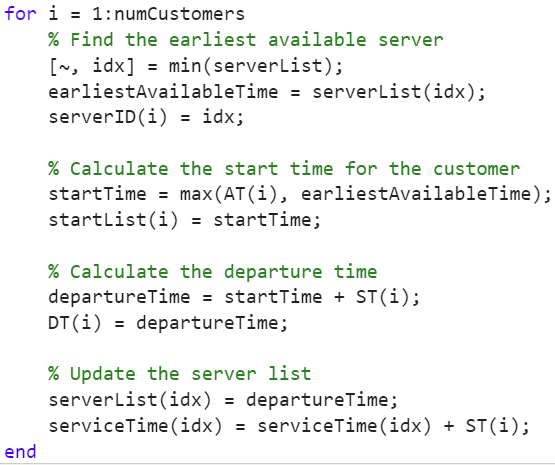 for i = 1:numCustomers
    % Find the earliest available server
    [~, idx] = min(serverList);
    earliestAvailableTime = serverList(idx);
    serverID(i) = idx;

    % Calculate the start time for the customer
    startTime = max(AT(i), earliestAvailableTime);
    startList(i) = startTime;

    % Calculate the departure time
    departureTime = startTime + ST(i);
    DT(i) = departureTime;

    % Update the server list
    serverList(idx) = departureTime;
    serviceTime(idx) = serviceTime(idx) + ST(i);
end